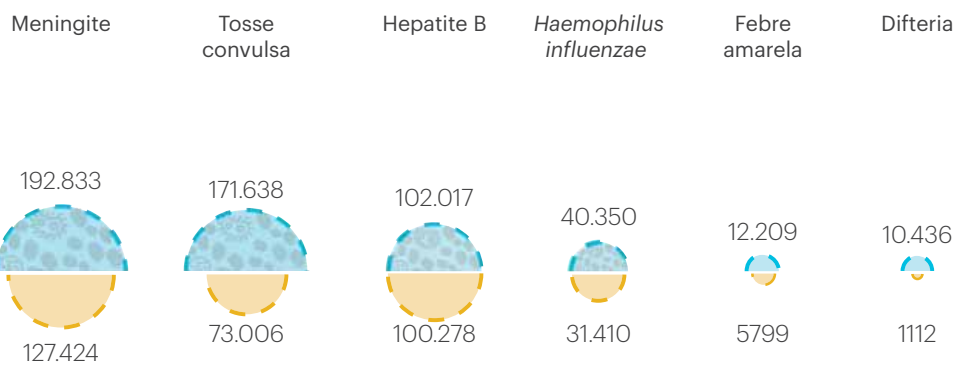 Meningite
Tosse
convulsa
Hepatite B
Haemophilus
influenzae
Febre
amarela
Difteria
192.833
171.638
102.017
40.350
12.209
10.436
127.424
73.006
100.278
31.410
5799
1112